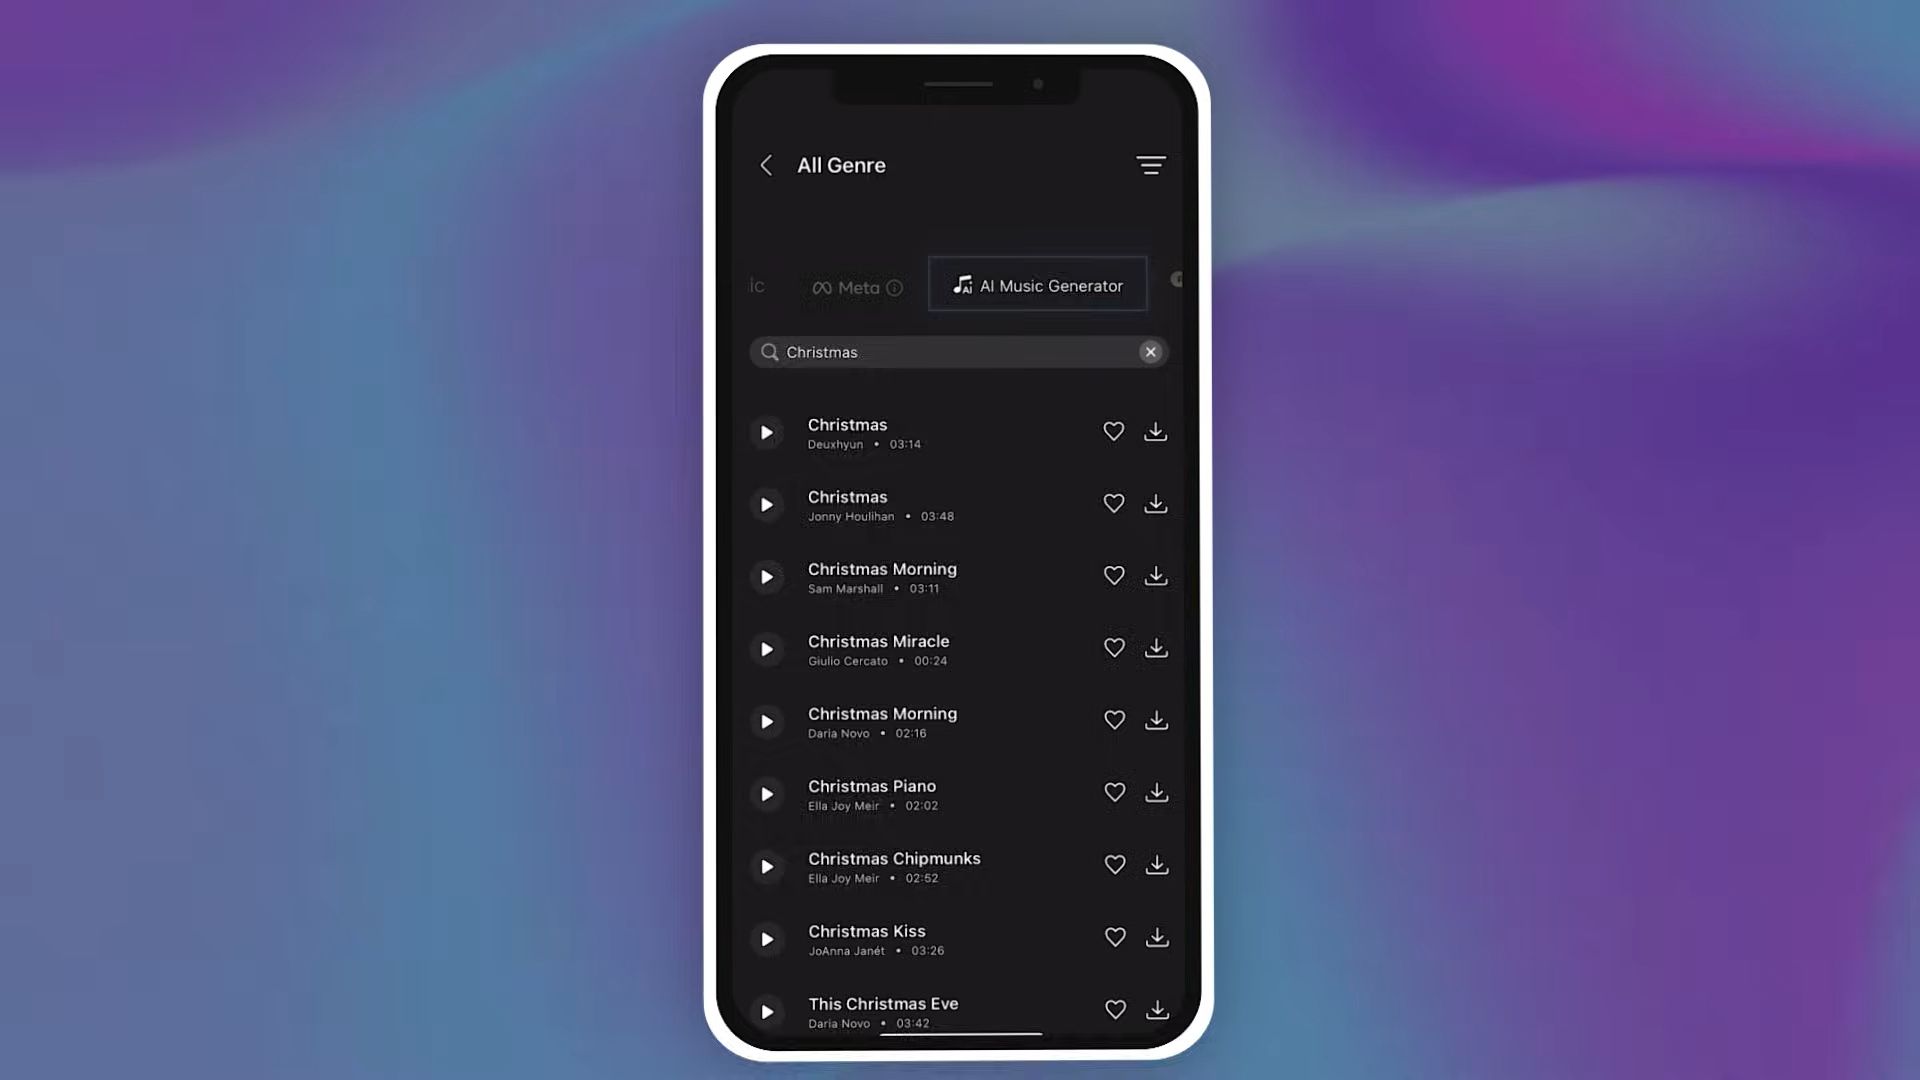 All Genre
ic
Meta
AI Music Generator
Christmas
Christmas
Deuxhyun • 03:14
Christmas
Jonny Houlihan • 03:48
Christmas Morning
Sam Marshall • 03:11
Christmas Miracle
Giulio Cercato • 00:24
Christmas Morning
Daria Novo • 02:16
Christmas Piano
Ella Joy Meir • 02:02
Christmas Chipmunks
Ella Joy Meir • 02:52
Christmas Kiss
JoAnna Janét • 03:26
This Christmas Eve
Daria Novo • 03:42